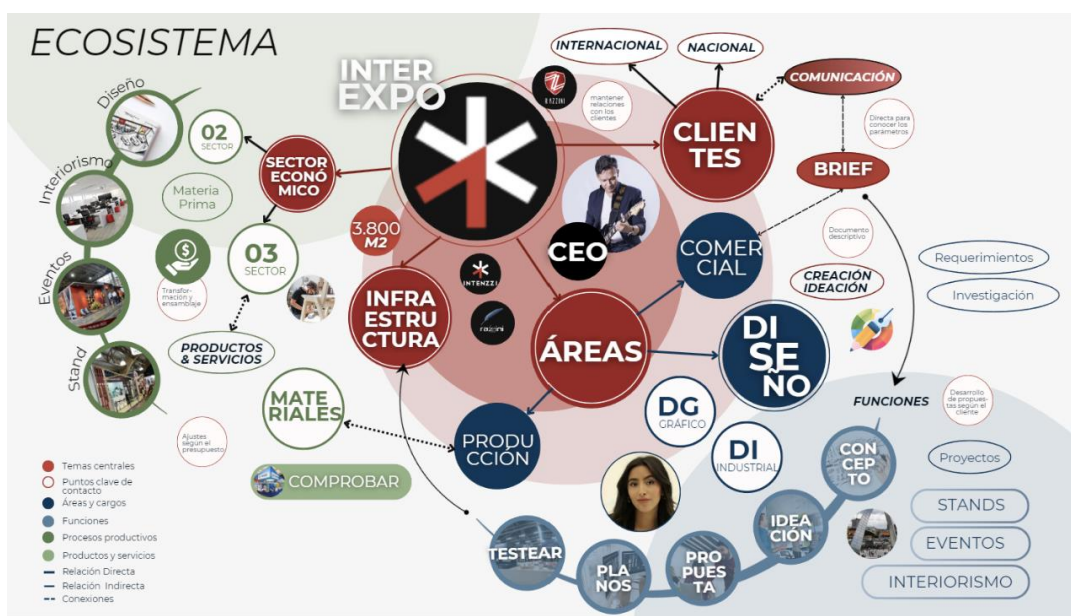 ECOSISTEMA
INTER
EXPO
RAZZINI
mantener
relaciones
con los
clientes
INTERNACIONAL
NACIONAL
COMUNICACIÓN
Directa para
conocer los
parámetros
CLIEN
TES
BRIEF
Documento
descriptivo
Diseño
Interiorismo
Eventos
Stand
02
SECTOR
Materia
Prima
SECTOR
ECONÓ
MICO
03
SECTOR
Transfor-
mación y
ensamblaje
PRODUCTOS
& SERVICIOS
3.800
M2
INFRA
ESTRU
CTURA
INTENZZI
CEO
COMER
CIAL
CREACIÓN
IDEACIÓN
Requerimientos
Investigación
ÁREAS
DI
SE
ÑO
DG
GRÁFICO
DI
INDUSTRIAL
MATE
RIALES
PRODU
CCIÓN
COMPROBAR
Ajustes
según el
presupuesto
FUNCIONES
Desarrollo
de propues-
tas según el
cliente
CON
CEP
TO
Proyectos
STANDS
EVENTOS
INTERIORISMO
IDEA
CIÓN
PRO
PUES
TA
PLA
NOS
TESTEAR
Temas centrales
Puntos clave de
contacto
Áreas y cargos
Funciones
Procesos productivos
Productos y servicios
Relación Directa
Relación Indirecta
Conexiones